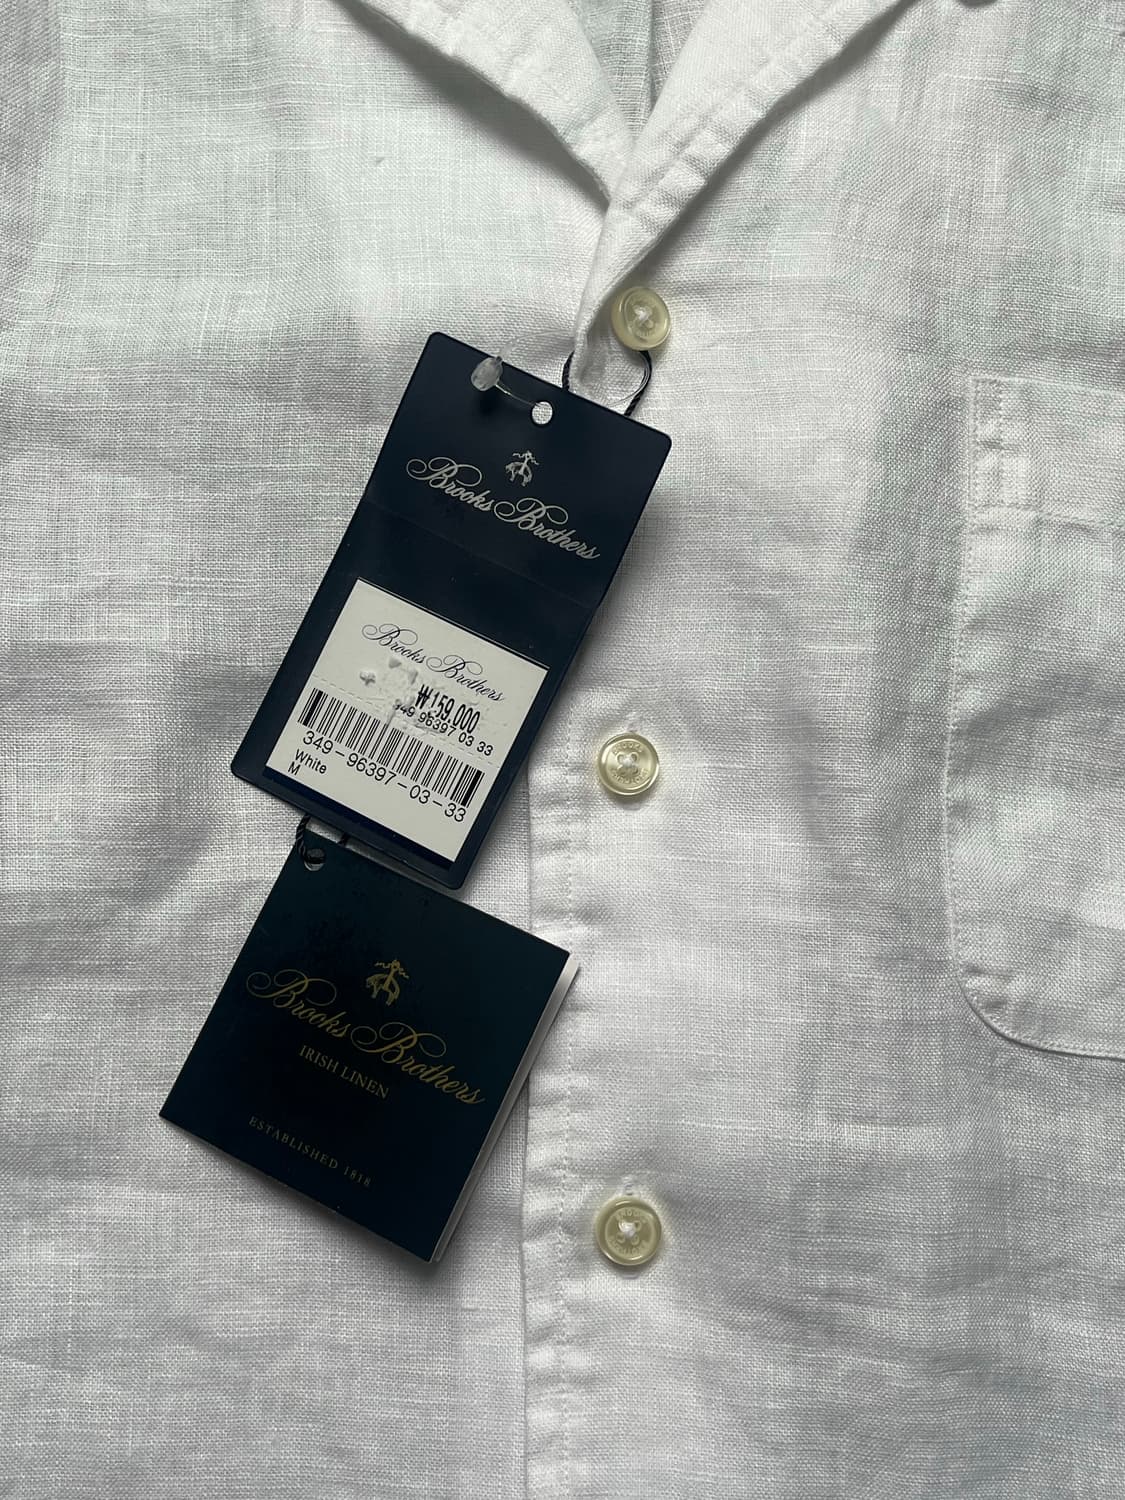 Brooks Brothers
Brooks Brothers
₩159,000
349 96397 03 33
349-96397-03-33
White
M
Brooks Brothers
IRISH LINEN
ESTABLISHED 1818